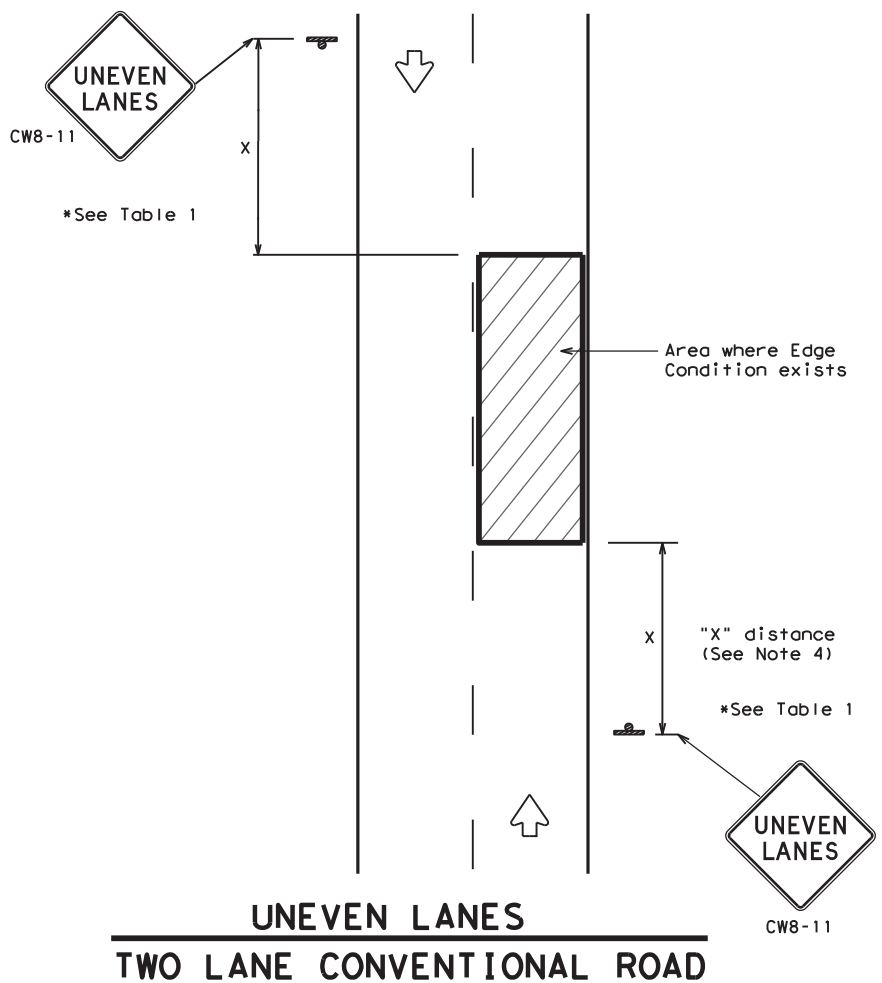 UNEVEN
LANES
CW8-11
X
*See Table 1
Area where Edge
Condition exists
X
"X" distance
(See Note 4)
*See Table 1
UNEVEN
LANES
CW8-11
UNEVEN LANES
TWO LANE CONVENTIONAL ROAD